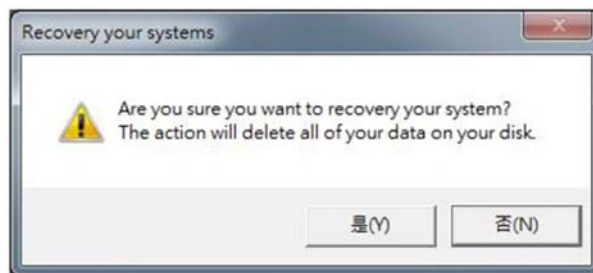 Recovery your systems
Are you sure you want to recovery your system?
The action will delete all of your data on your disk.
是(Y)
否(N)